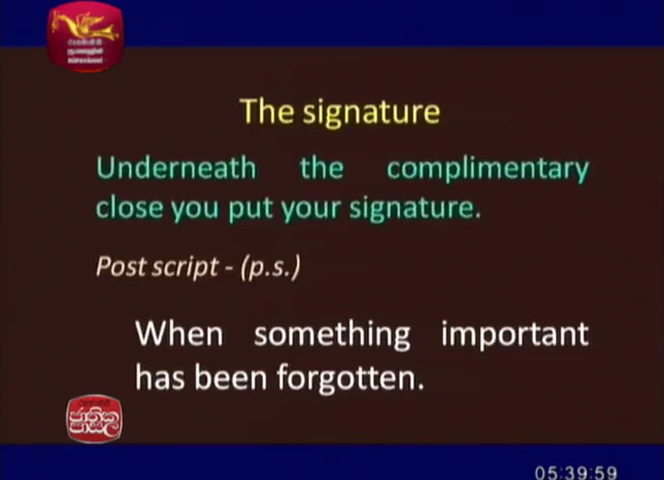 The signature
Underneath the complimentary
close you put your signature.
Post script - (p.s.)
When something important
has been forgotten.
ජාතික
පාසල
05:39:59